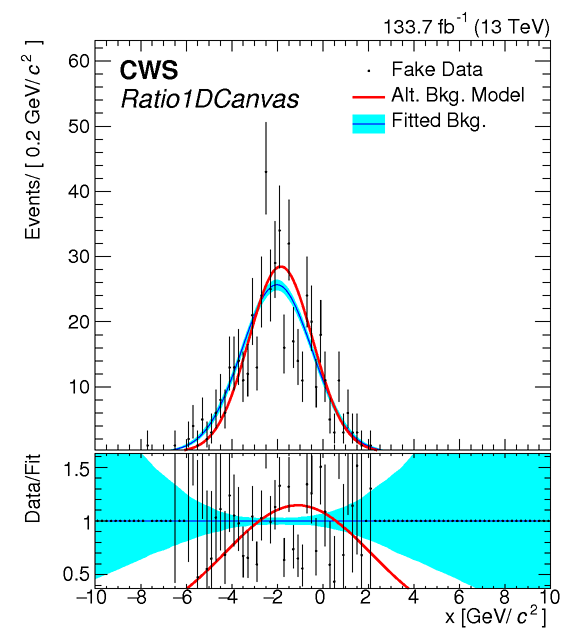 133.7 fb⁻¹ (13 TeV)
CWS
Ratio1DCanvas
Fake Data
Alt. Bkg. Model
Fitted Bkg.
Events/ [ 0.2 GeV/ c² ]
60
50
40
30
20
10
Data/Fit
1.5
1
0.5
−10 −8 −6 −4 −2 0 2 4 6 8 10
x [GeV/ c² ]